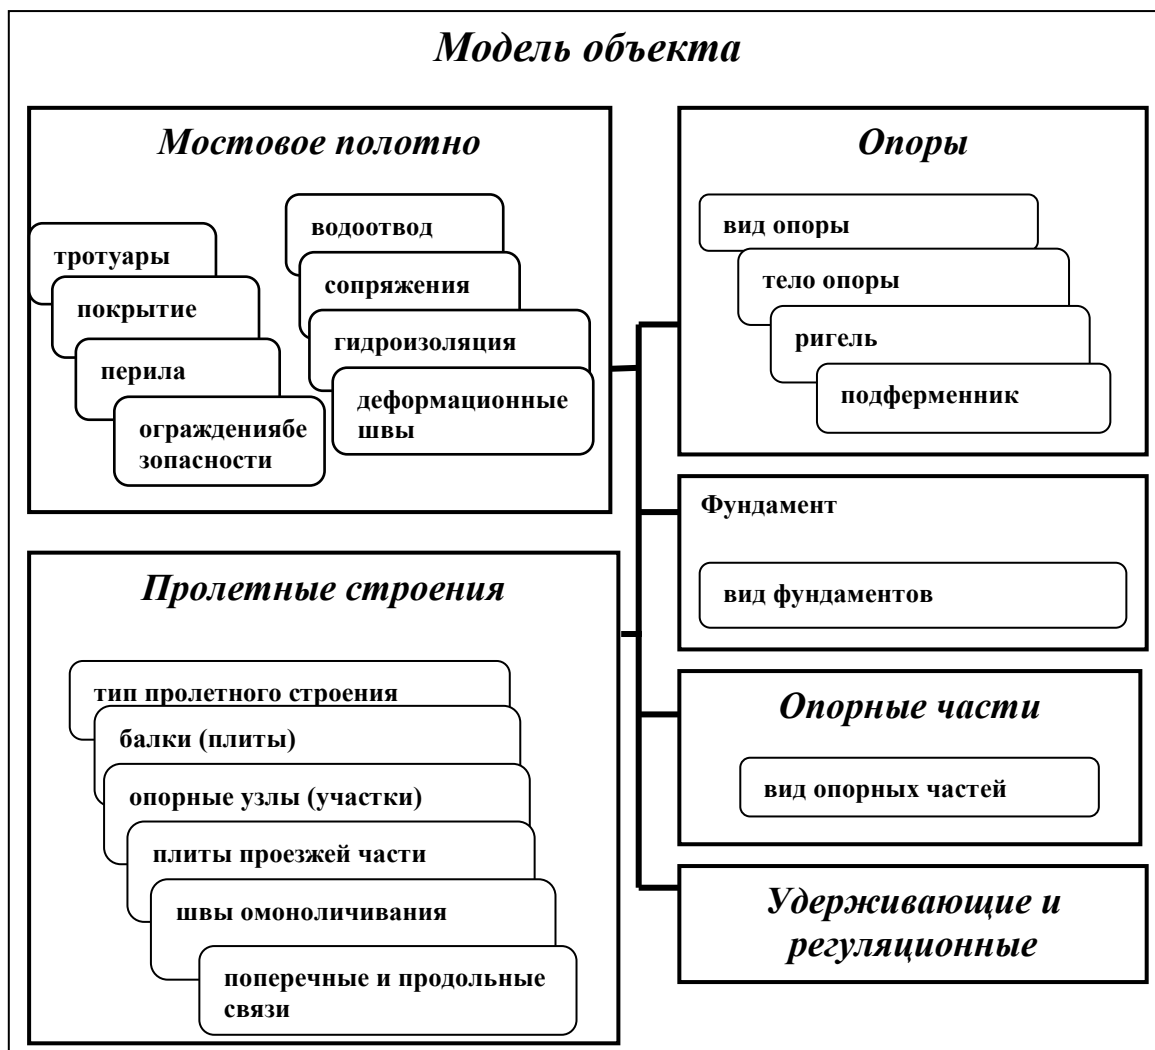 Модель объекта
Мостовое полотно
тротуары
покрытие
перила
ограждениябе
зопасности
водоотвод
сопряжения
гидроизоляция
деформационные
швы
Пролетные строения
тип пролетного строения
балки (плиты)
опорные узлы (участки)
плиты проезжей части
швы омоноличивания
поперечные и продольные
связи
Опоры
вид опоры
тело опоры
ригель
подферменник
Фундамент
вид фундаментов
Опорные части
вид опорных частей
Удерживающие и
регуляционные